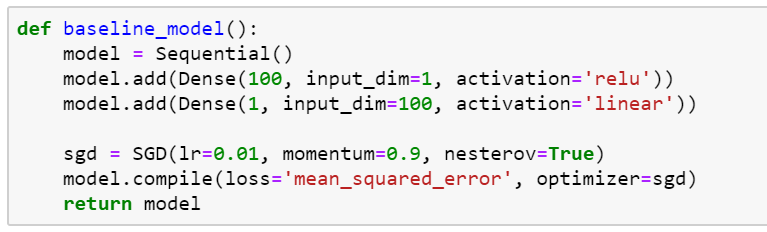 def baseline_model():
    model = Sequential()
    model.add(Dense(100, input_dim=1, activation='relu'))
    model.add(Dense(1, input_dim=100, activation='linear'))

    sgd = SGD(lr=0.01, momentum=0.9, nesterov=True)
    model.compile(loss='mean_squared_error', optimizer=sgd)
    return model